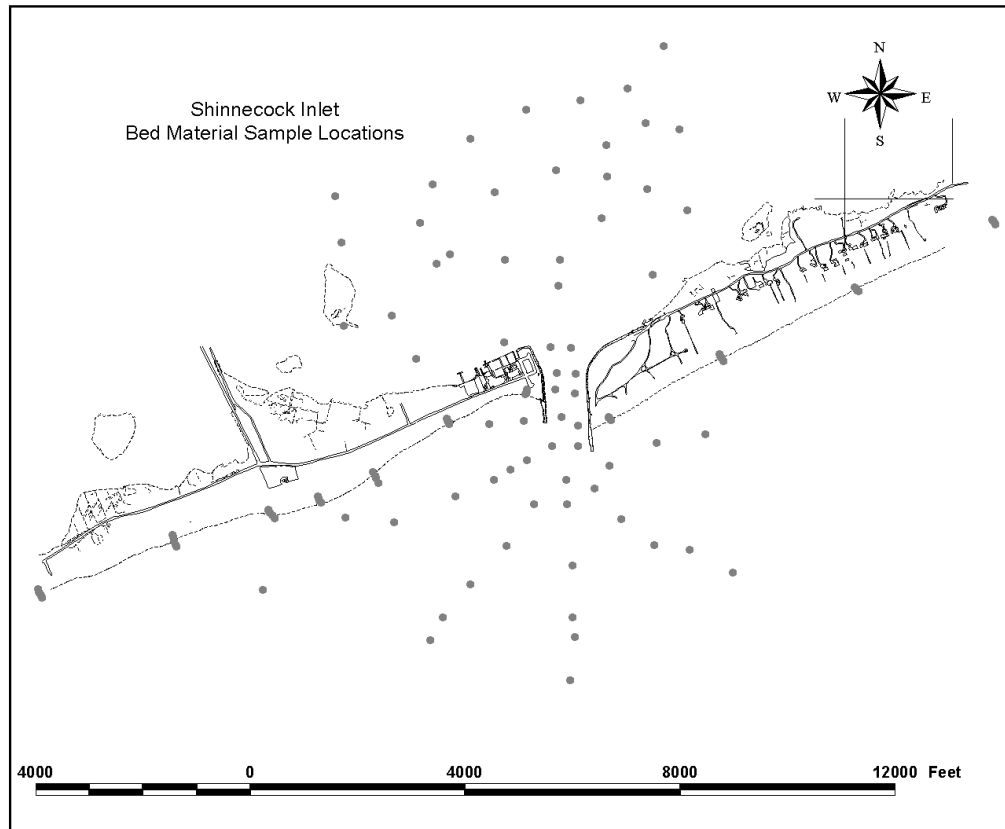 Shinnecock Inlet
Bed Material Sample Locations
N
W E
S
4000 0 4000 8000 12000 Feet